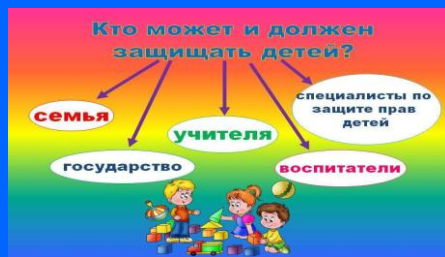 Кто может и должен
защищать детей?
семья
специалисты по
защите прав
детей
учителя
государство
воспитатели